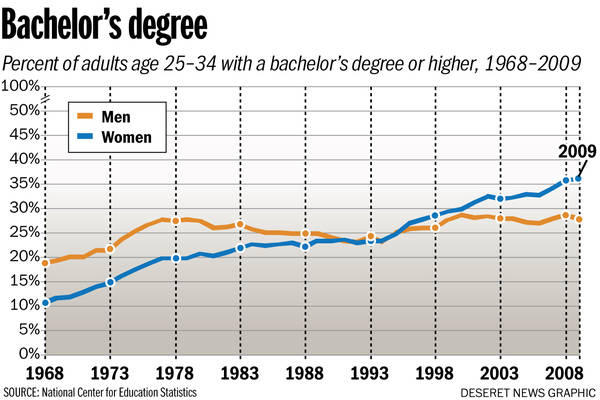 Bachelor's degree
Percent of adults age 25–34 with a bachelor's degree or higher, 1968–2009
100%
50%
45%
40%
35%
30%
25%
20%
15%
10%
5%
0%
Men
Women
2009
1968 1973 1978 1983 1988 1993 1998 2003 2008
SOURCE: National Center for Education Statistics
DESERET NEWS GRAPHIC